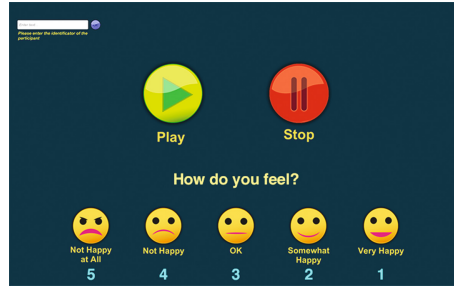 Please enter the identificator of the
participant
Play
Stop
How do you feel?
Not Happy
at All
Not Happy
OK
Somewhat
Happy
Very Happy
5
4
3
2
1